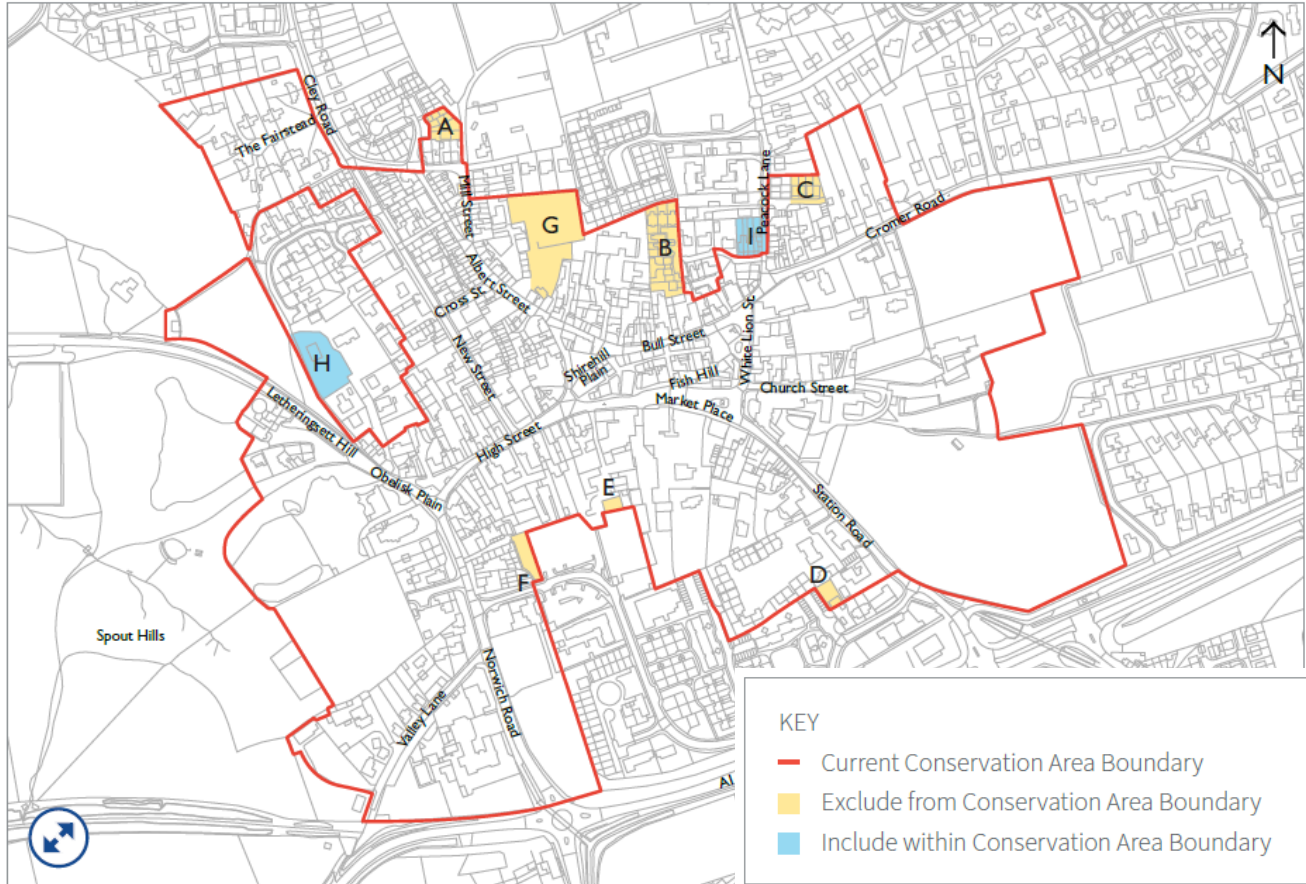 N
Cley Road
The Fairstead
A
Mill Street
Peacock Lane
C
G
B
I
Cromer Road
Albert Street
Cross St.
H
New Street
Shirehill
Plain
Bull Street
White Lion St.
Fish Hill
Church Street
Market Place
Letheringsett Hill
High Street
Obelisk Plain
E
Station Road
F
D
Spout Hills
Valley Lane
Norwich Road
Al
KEY
Current Conservation Area Boundary
Exclude from Conservation Area Boundary
Include within Conservation Area Boundary